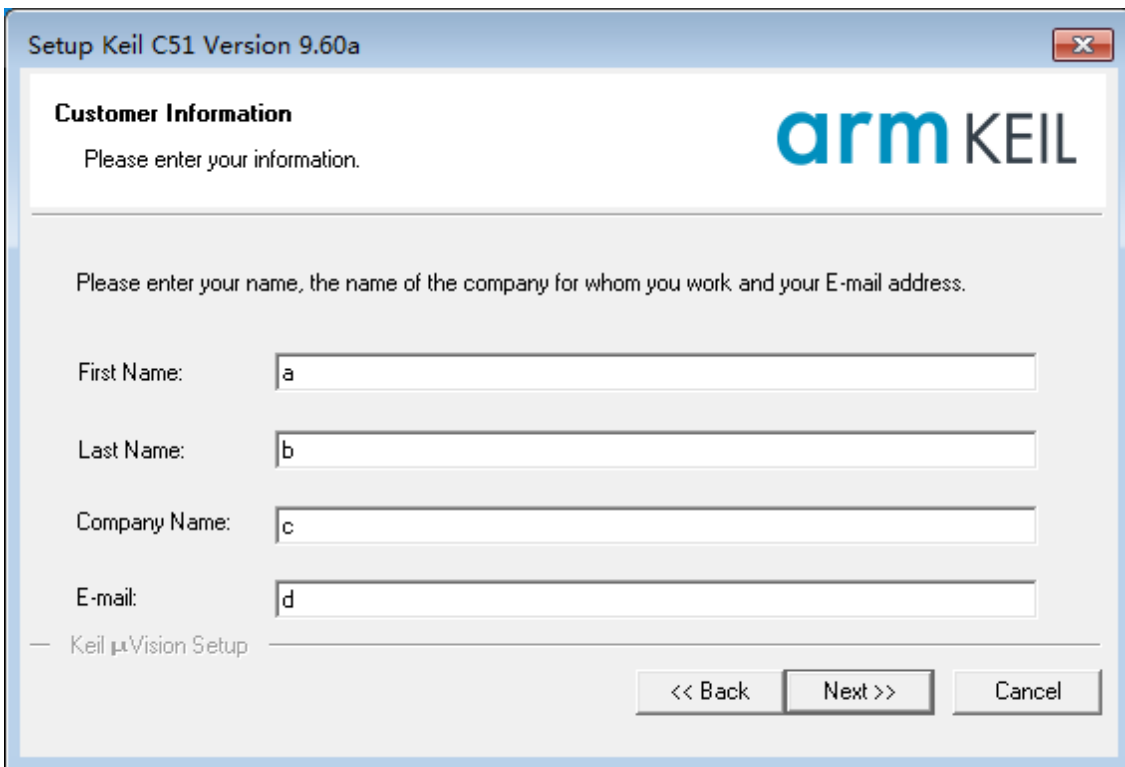 Setup Keil C51 Version 9.60a
Customer Information
Please enter your information.
arm KEIL
Please enter your name, the name of the company for whom you work and your E-mail address.
First Name: a
Last Name: b
Company Name: c
E-mail: d
Keil µVision Setup
<< Back Next >> Cancel